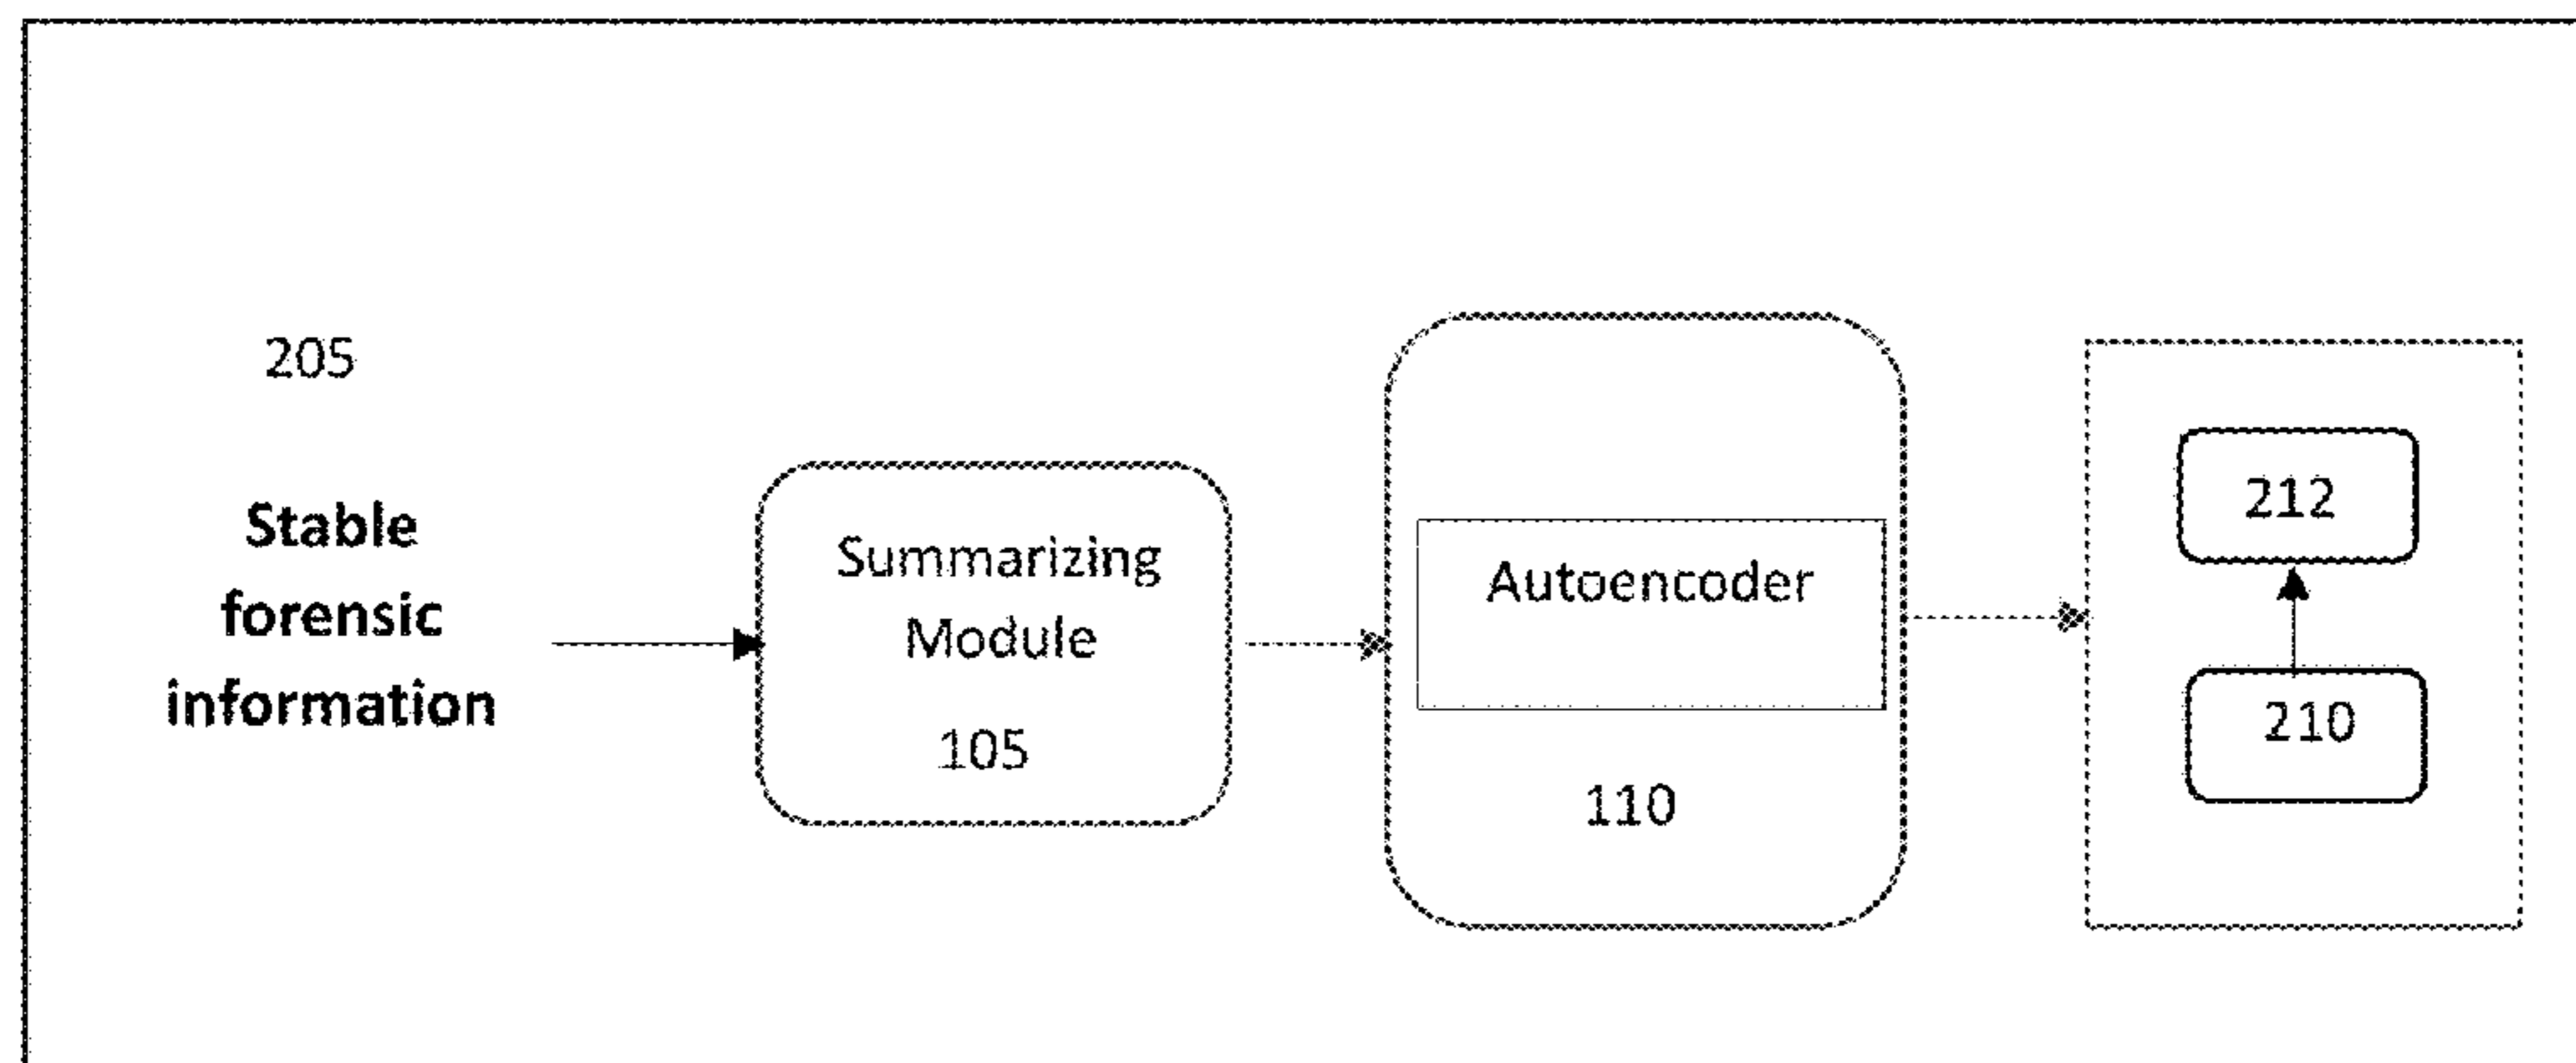 205
Stable
forensic
information
Summarizing
Module
105
Autoencoder
110
212
210